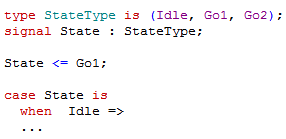 type StateType is (Idle, Go1, Go2);
signal State : StateType;
State <= Go1;
case State is
when Idle =>
...